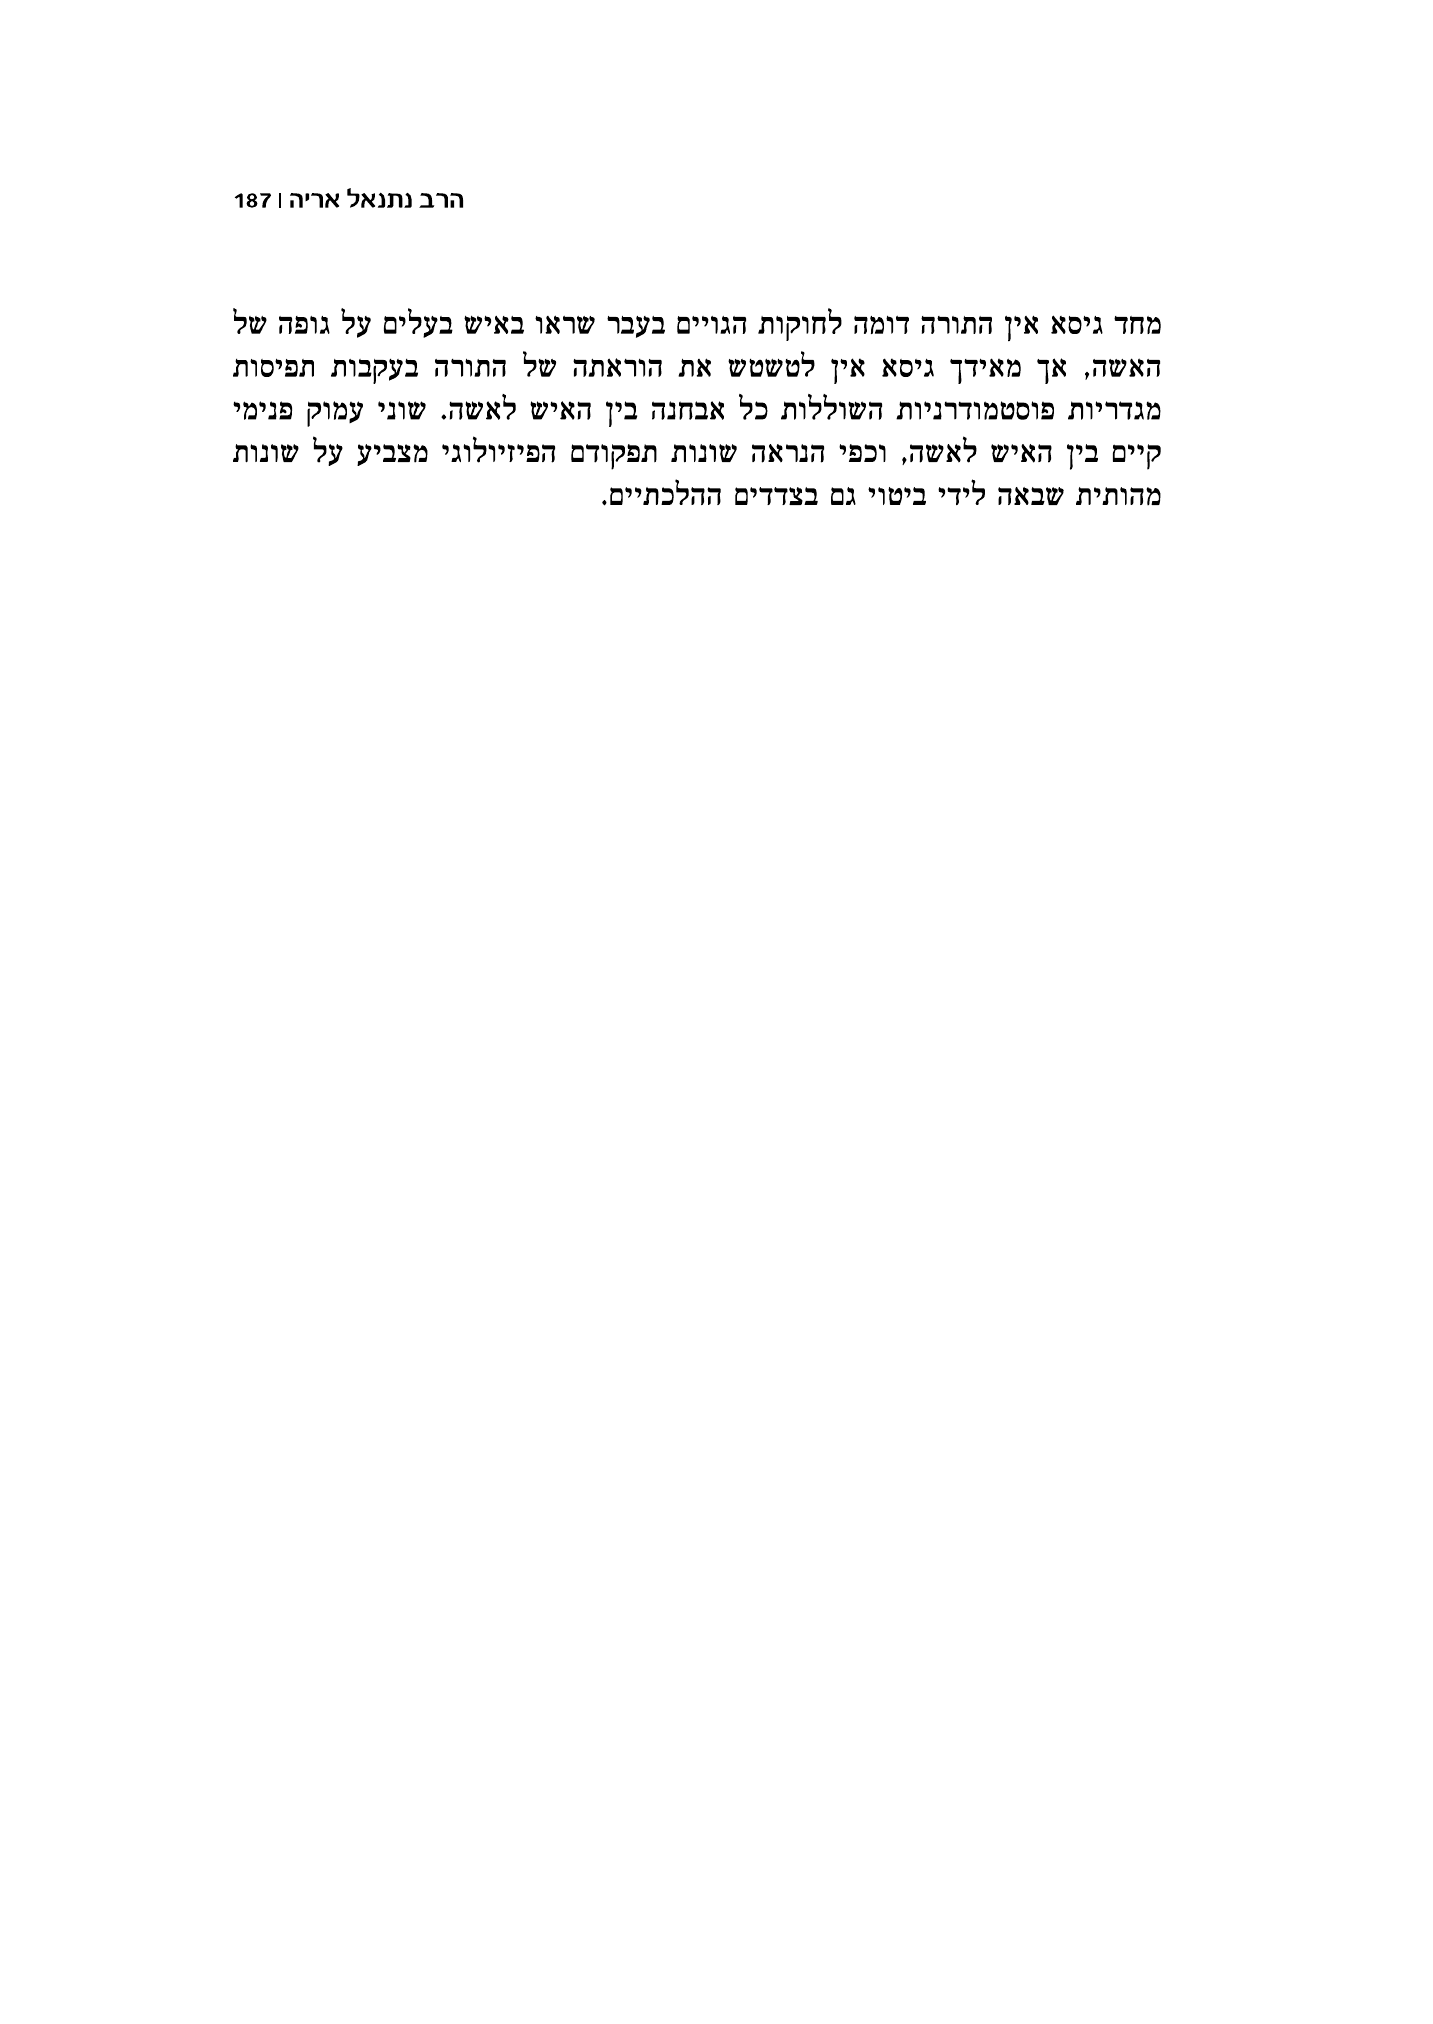 הרב נתנאל אריה | 187
מחד גיסא אין התורה דומה לחוקות הגויים בעבר שראו באיש בעלים על גופה של
האשה, אך מאידך גיסא אין לטשטש את הוראתה של התורה בעקבות תפיסות
מגדריות פוסטמודרניות השוללות כל אבחנה בין האיש לאשה. שוני עמוק פנימי
קיים בין האיש לאשה, וכפי הנראה שונות תפקודם הפיזיולוגי מצביע על שונות
מהותית שבאה לידי ביטוי גם בצדדים ההלכתיים.